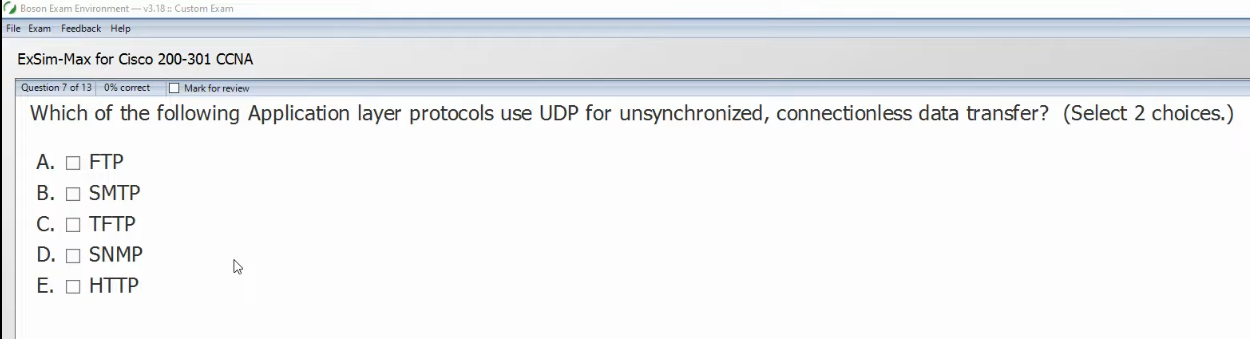 Boson Exam Environment — v3.18 :: Custom Exam
File Exam Feedback Help
ExSim-Max for Cisco 200-301 CCNA
Question 7 of 13 0% correct Mark for review
Which of the following Application layer protocols use UDP for unsynchronized, connectionless data transfer? (Select 2 choices.)
A. FTP
B. SMTP
C. TFTP
D. SNMP
E. HTTP